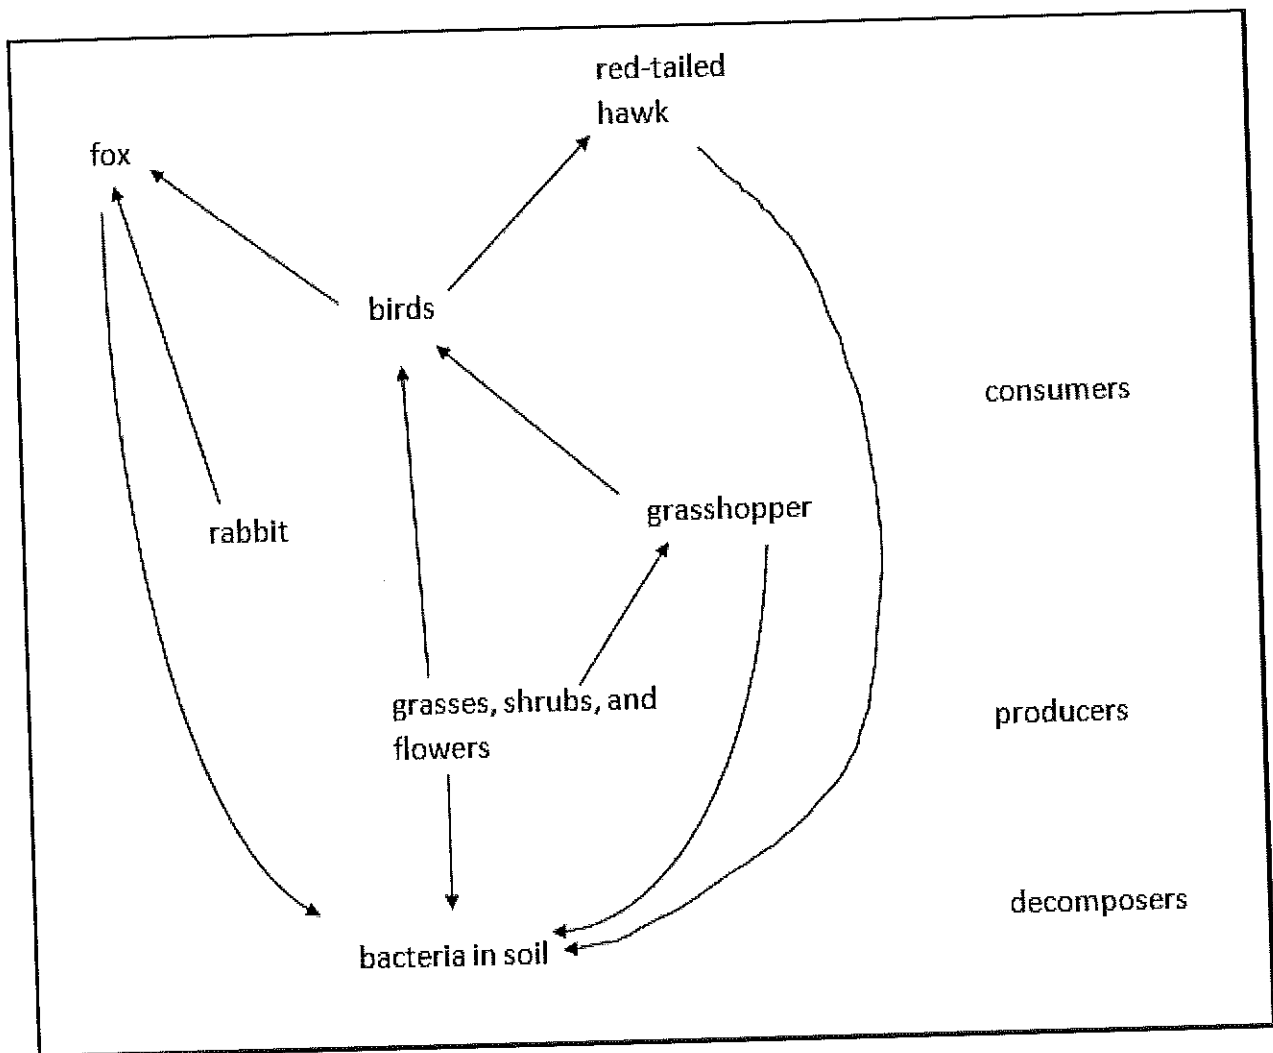 red-tailed
hawk
fox
birds
consumers
grasshopper
rabbit
grasses, shrubs, and
flowers
producers
decomposers
bacteria in soil